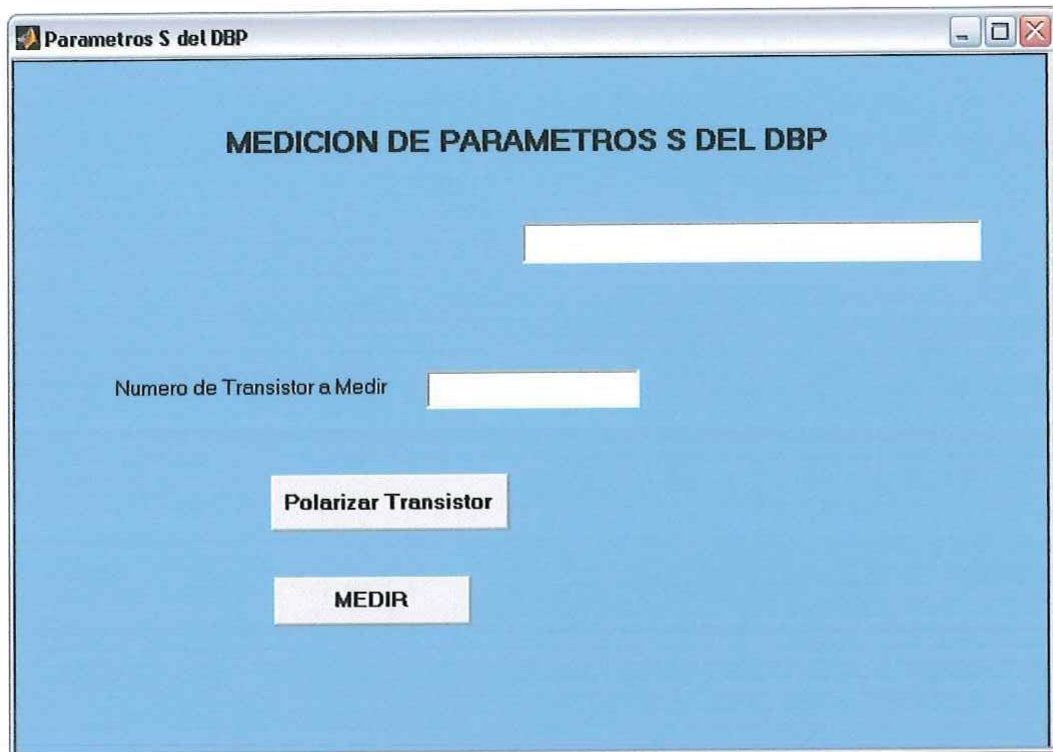 Parametros S del DBP
MEDICION DE PARAMETROS S DEL DBP
Numero de Transistor a Medir
Polarizar Transistor
MEDIR